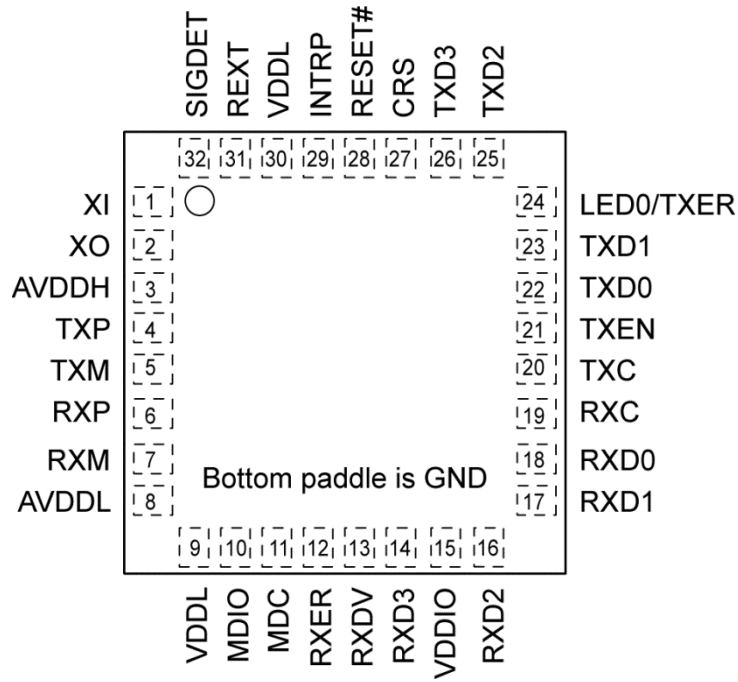 SIGDET REXT VDDL INTRP RESET# CRS TXD3 TXD2
32 31 30 29 28 27 26 25
XI 1 24 LED0/TXER
XO 2 23 TXD1
AVDDH 3 22 TXD0
TXP 4 21 TXEN
TXM 5 20 TXC
RXP 6 19 RXC
RXM 7 18 RXD0
Bottom paddle is GND
AVDDL 8 17 RXD1
9 10 11 12 13 14 15 16
VDDL MDIO MDC RXER RXDV RXD3 VDDIO RXD2